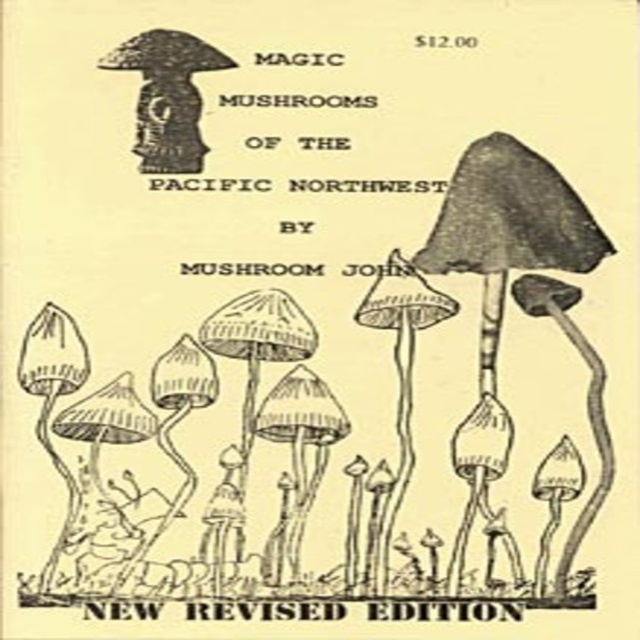 $12.00
MAGIC
MUSHROOMS
OF THE
PACIFIC NORTHWEST
BY
MUSHROOM JOHN
NEW REVISED EDITION